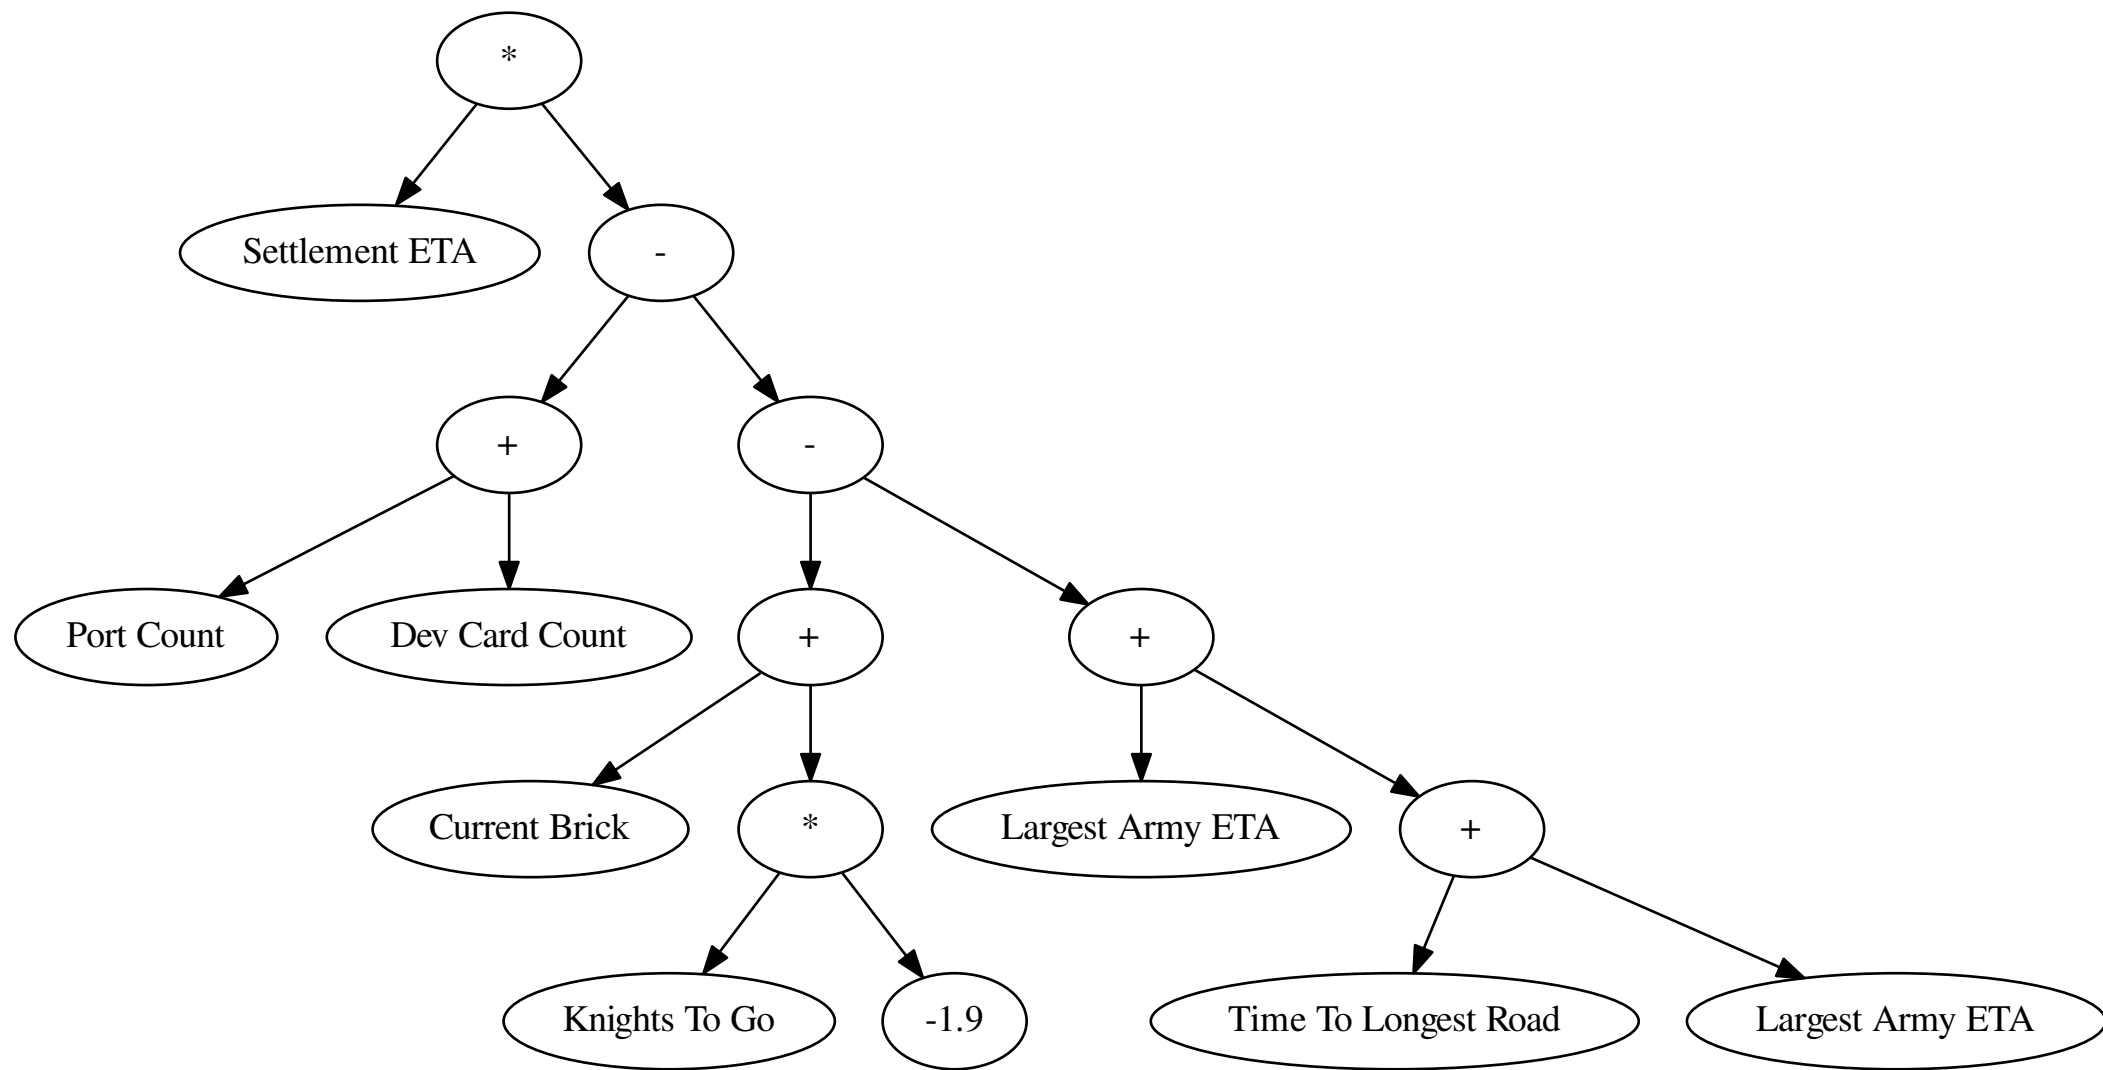 *
Settlement ETA
-
+
-
Port Count
Dev Card Count
+
+
Current Brick
*
Largest Army ETA
+
Knights To Go
-1.9
Time To Longest Road
Largest Army ETA